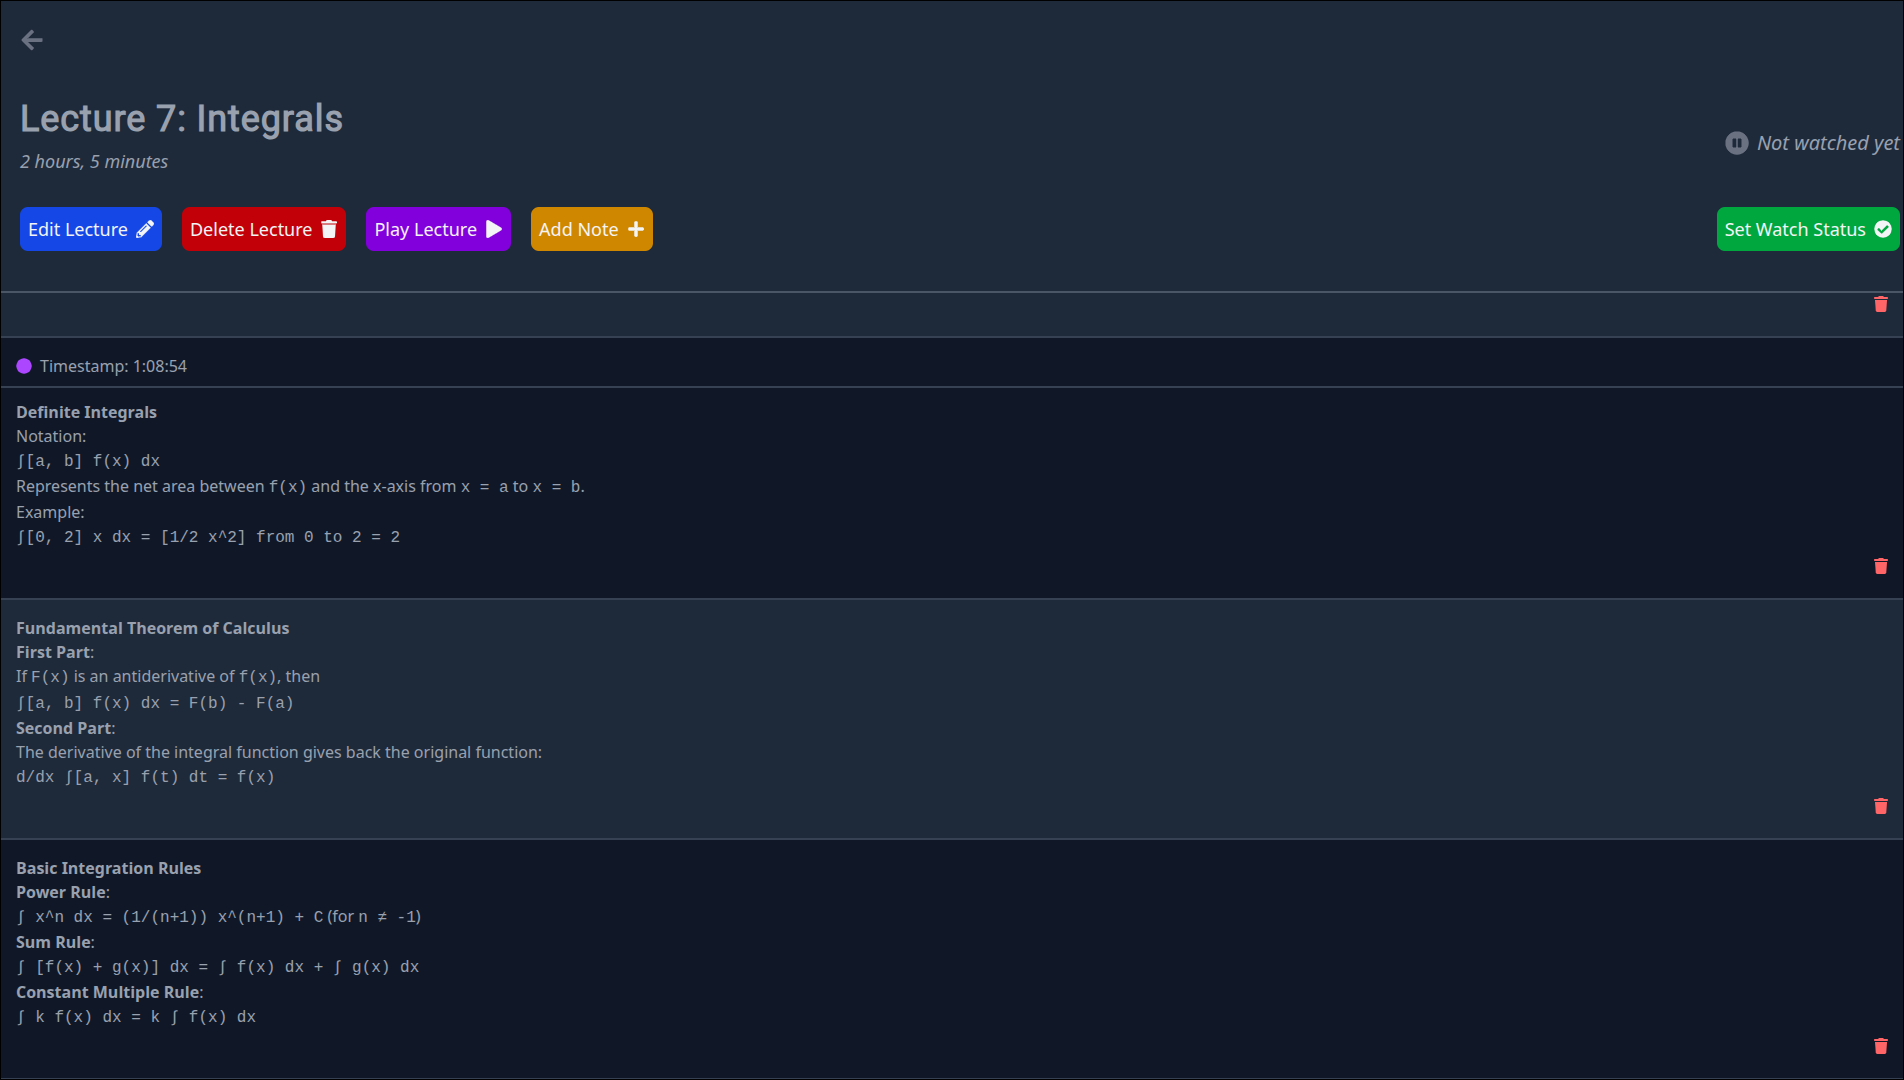 Lecture 7: Integrals
2 hours, 5 minutes
Not watched yet
Edit Lecture
Delete Lecture
Play Lecture
Add Note
Set Watch Status
Timestamp: 1:08:54
Definite Integrals
Notation:
∫[a, b] f(x) dx
Represents the net area between f(x) and the x-axis from x = a to x = b.
Example:
∫[0, 2] x dx = [1/2 x^2] from 0 to 2 = 2
Fundamental Theorem of Calculus
First Part:
If F(x) is an antiderivative of f(x), then
∫[a, b] f(x) dx = F(b) - F(a)
Second Part:
The derivative of the integral function gives back the original function:
d/dx ∫[a, x] f(t) dt = f(x)
Basic Integration Rules
Power Rule:
∫ x^n dx = (1/(n+1)) x^(n+1) + C (for n ≠ -1)
Sum Rule:
∫ [f(x) + g(x)] dx = ∫ f(x) dx + ∫ g(x) dx
Constant Multiple Rule:
∫ k f(x) dx = k ∫ f(x) dx